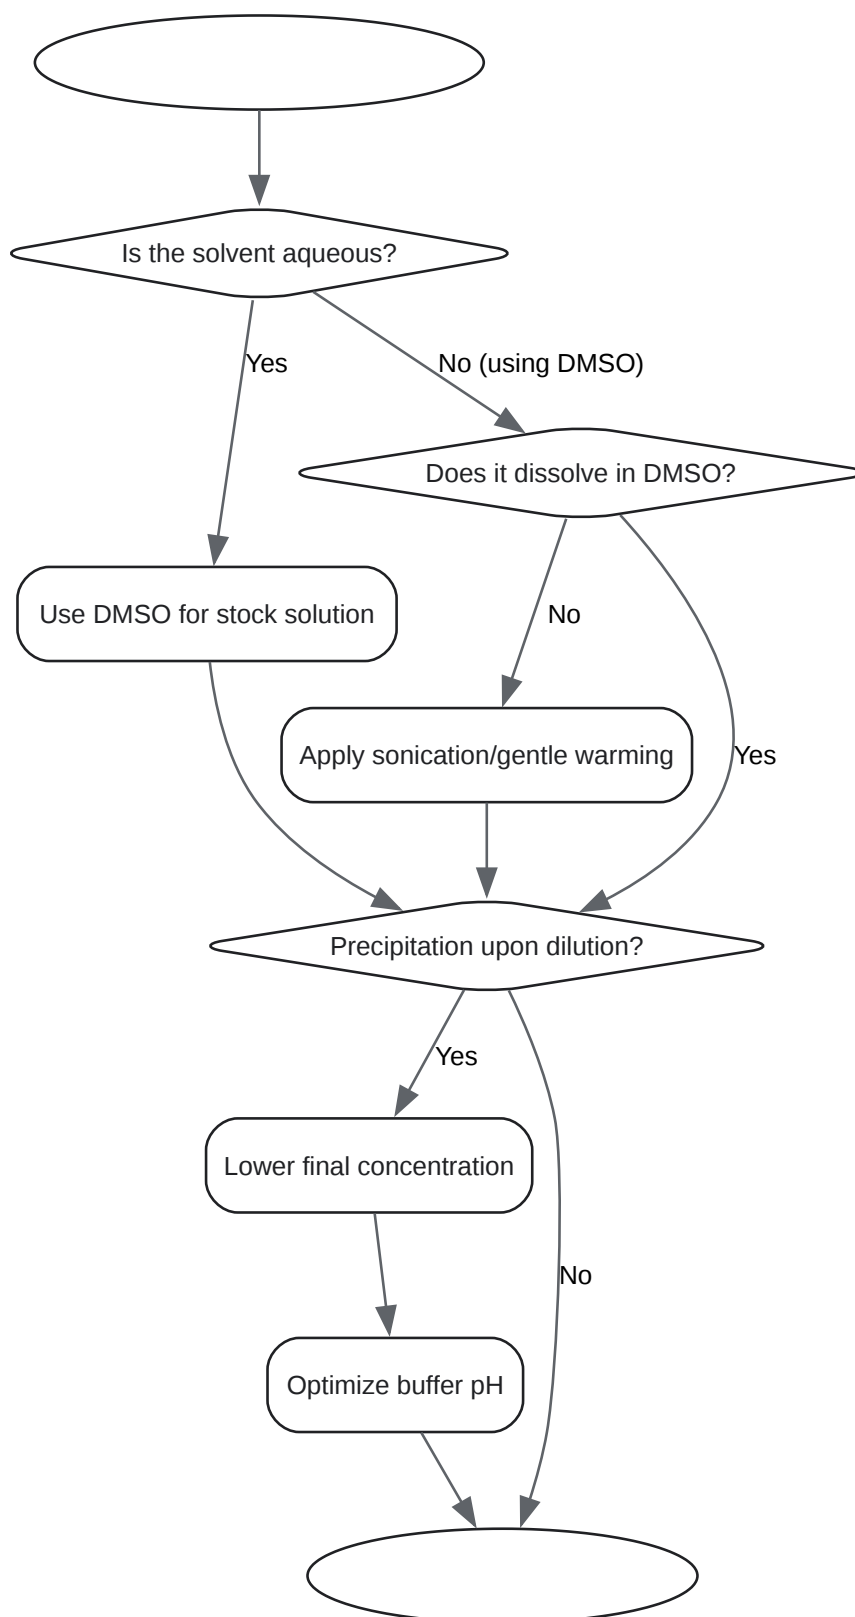 Is the solvent aqueous?
Yes
No (using DMSO)
Does it dissolve in DMSO?
Use DMSO for stock solution
No
Apply sonication/gentle warming
Yes
Precipitation upon dilution?
Yes
Lower final concentration
No
Optimize buffer pH